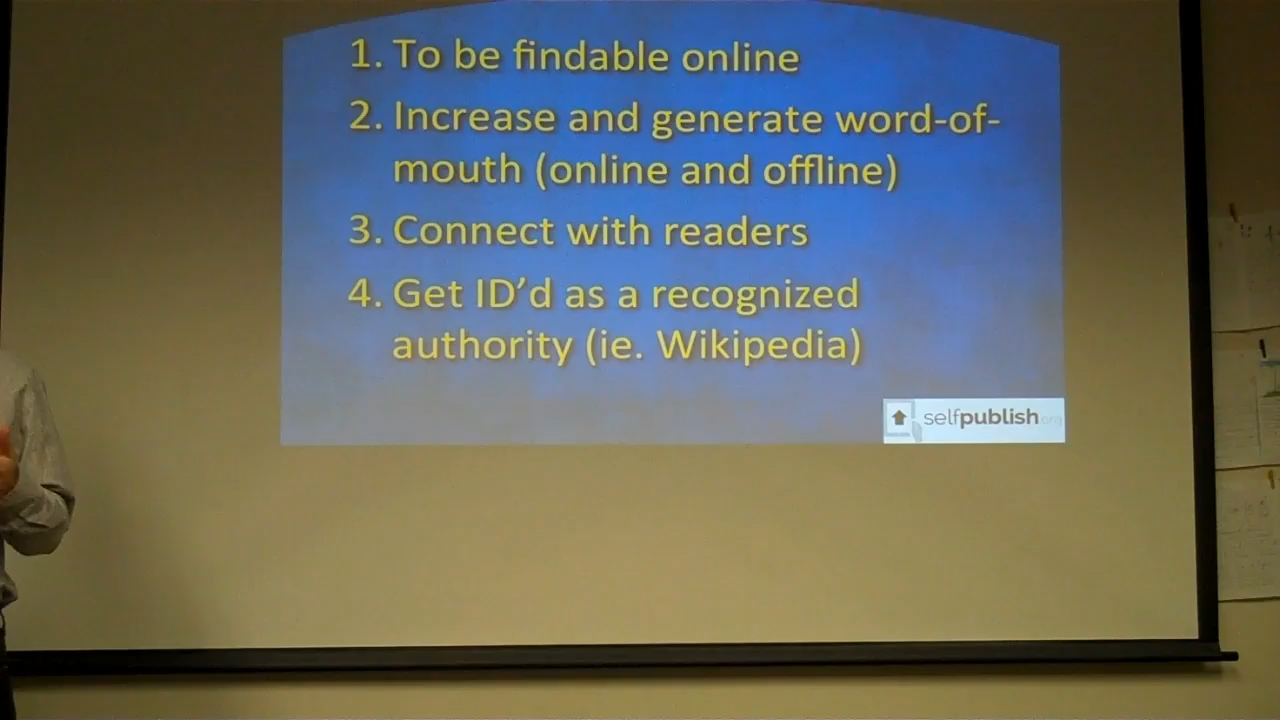 1. To be findable online
2. Increase and generate word-of-
mouth (online and offline)
3. Connect with readers
4. Get ID’d as a recognized
authority (ie. Wikipedia)
selfpublish.org